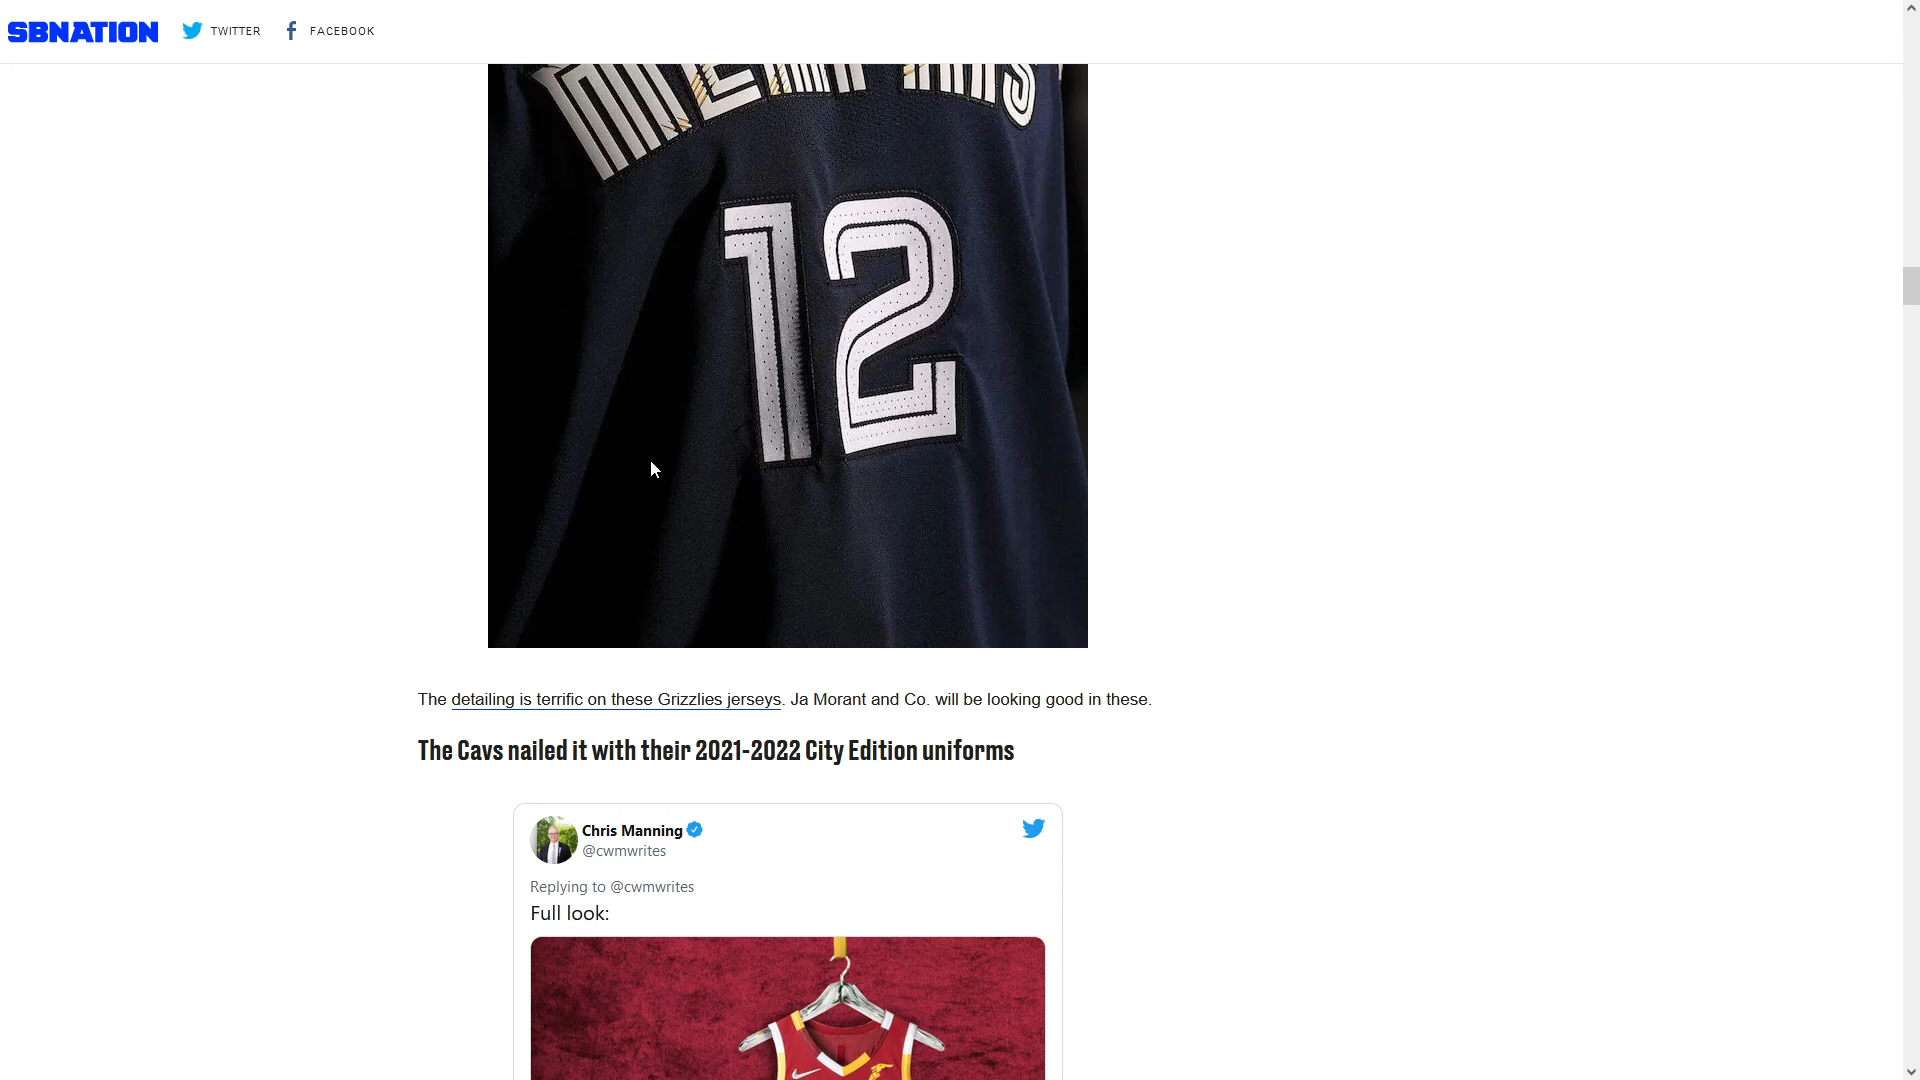 SBNATION TWITTER FACEBOOK
MEMPHIS
12
The detailing is terrific on these Grizzlies jerseys. Ja Morant and Co. will be looking good in these.
The Cavs nailed it with their 2021-2022 City Edition uniforms
Chris Manning
@cwmwrites
Replying to @cwmwrites
Full look: